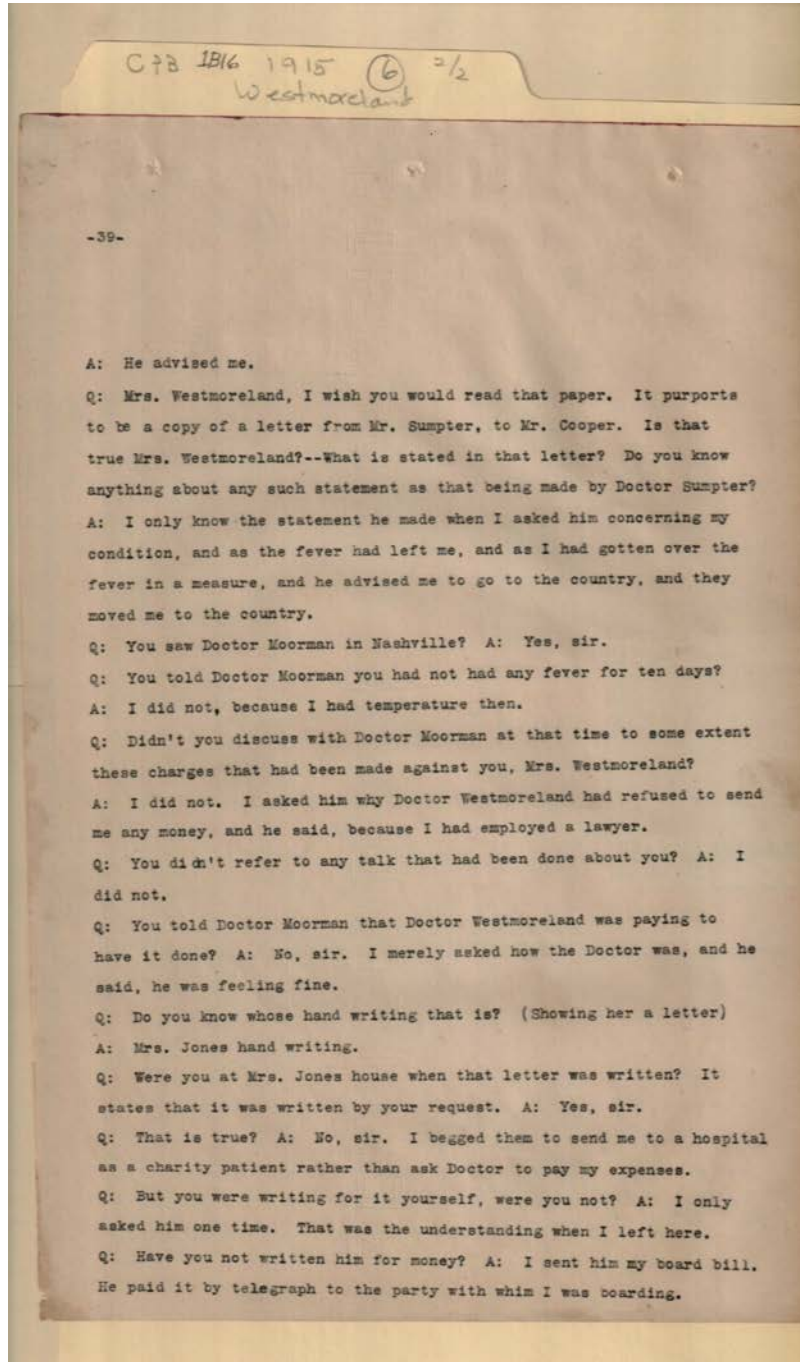 C73 1B16 1915 6 2/2
Westmoreland
-39-
A: He advised me.
Q: Mrs. Westmoreland, I wish you would read that paper. It purports
to be a copy of a letter from Mr. Sumpter, to Mr. Cooper. Is that
true Mrs. Westmoreland?--What is stated in that letter? Do you know
anything about any such statement as that being made by Doctor Sumpter?
A: I only know the statement he made when I asked him concerning my
condition, and as the fever had left me, and as I had gotten over the
fever in a measure, and he advised me to go to the country, and they
moved me to the country.
Q: You saw Doctor Moorman in Nashville? A: Yes, sir.
Q: You told Doctor Moorman you had not had any fever for ten days?
A: I did not, because I had temperature then.
Q: Didn't you discuss with Doctor Moorman at that time to some extent
these charges that had been made against you, Mrs. Westmoreland?
A: I did not. I asked him why Doctor Westmoreland had refused to send
me any money, and he said, because I had employed a lawyer.
Q: You didn't refer to any talk that had been done about you? A: I
did not.
Q: You told Doctor Moorman that Doctor Westmoreland was paying to
have it done? A: No, sir. I merely asked how the Doctor was, and he
said, he was feeling fine.
Q: Do you know whose hand writing that is? (Showing her a letter)
A: Mrs. Jones hand writing.
Q: Were you at Mrs. Jones house when that letter was written? It
states that it was written by your request. A: Yes, sir.
Q: That is true? A: No, sir. I begged them to send me to a hospital
as a charity patient rather than ask Doctor to pay my expenses.
Q: But you were writing for it yourself, were you not? A: I only
asked him one time. That was the understanding when I left here.
Q: Have you not written him for money? A: I sent him my board bill.
He paid it by telegraph to the party with whim I was boarding.